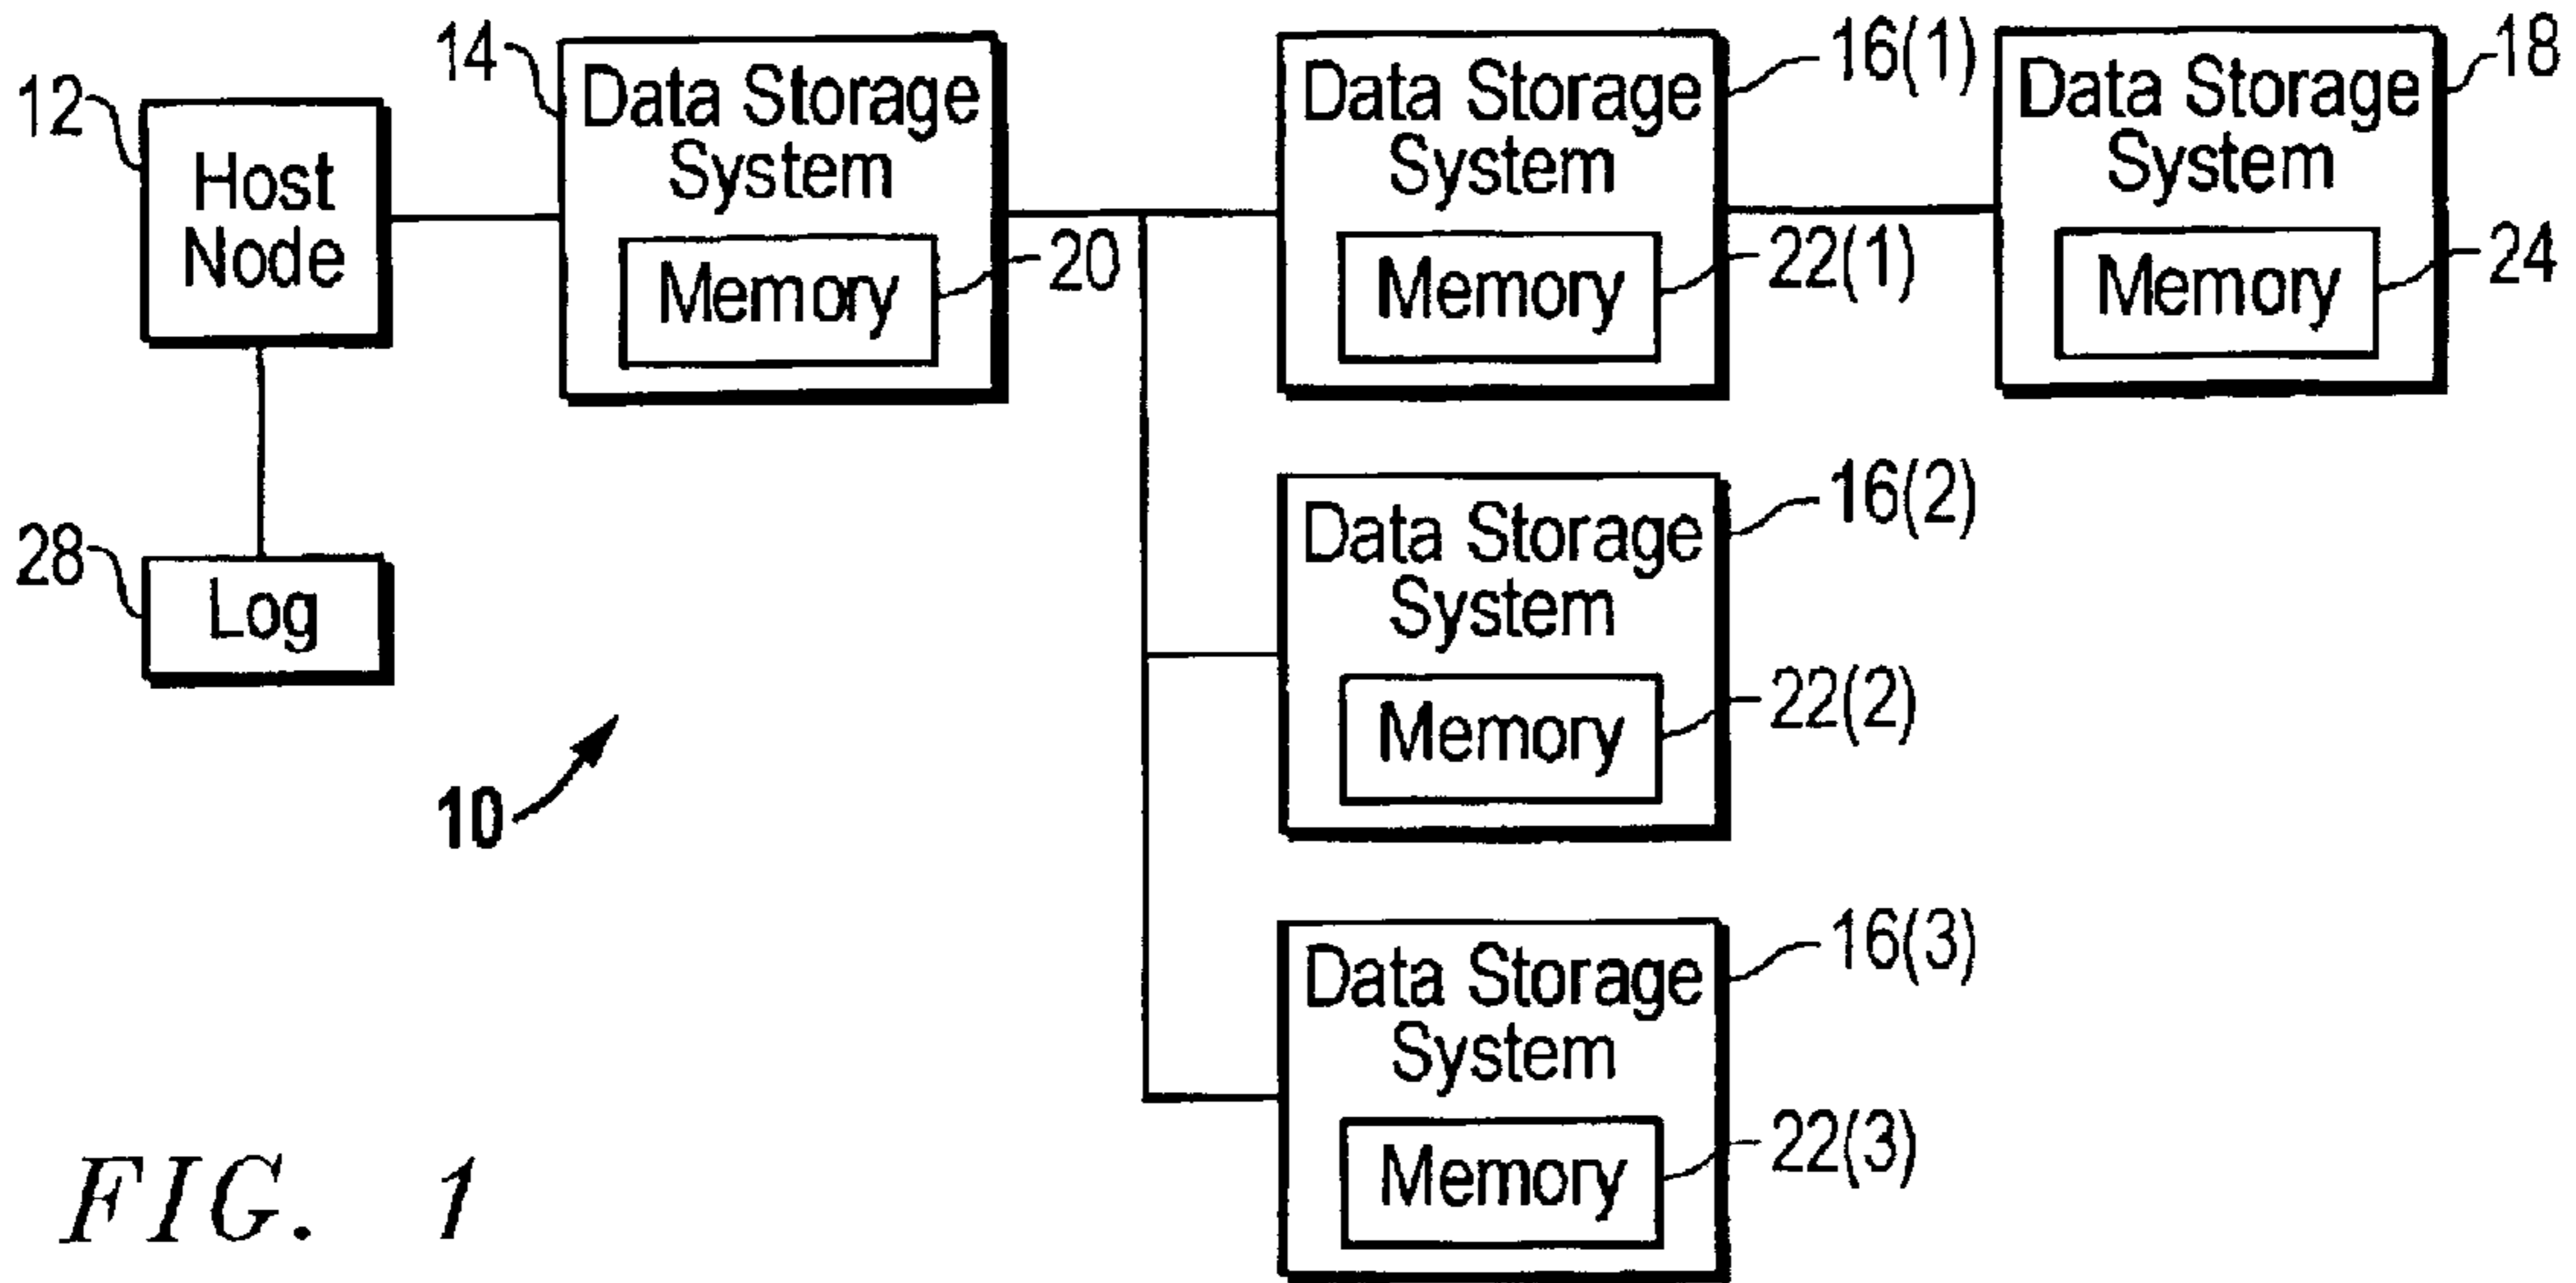 12
Host
Node
14
Data Storage
System
Memory
20
16(1)
Data Storage
System
Memory
22(1)
18
Data Storage
System
Memory
24
28
Log
10
16(2)
Data Storage
System
Memory
22(2)
16(3)
Data Storage
System
Memory
22(3)
FIG. 1